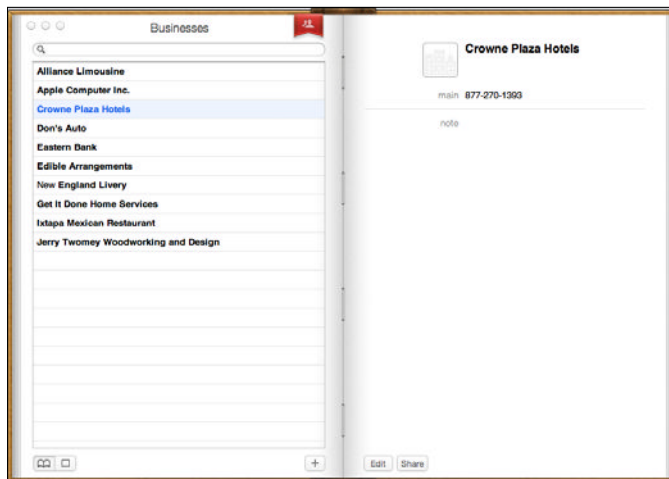 Businesses
Alliance Limousine
Apple Computer Inc.
Crowne Plaza Hotels
Don's Auto
Eastern Bank
Edible Arrangements
New England Livery
Get It Done Home Services
Ixtapa Mexican Restaurant
Jerry Twomey Woodworking and Design
Crowne Plaza Hotels
main 877-270-1393
note
Edit Share